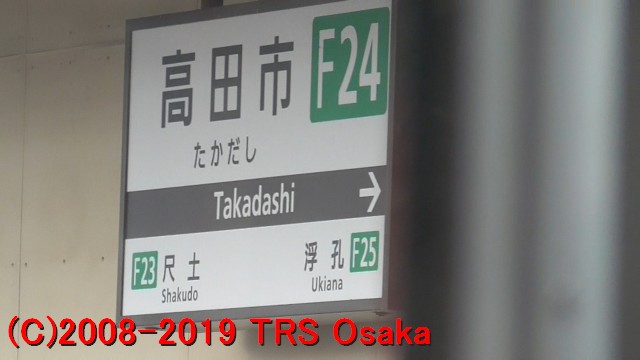 高田市 F24
たかだし
Takadashi →
F23 尺土 浮孔 F25
Shakudo Ukiana
(C)2008-2019 TRS Osaka